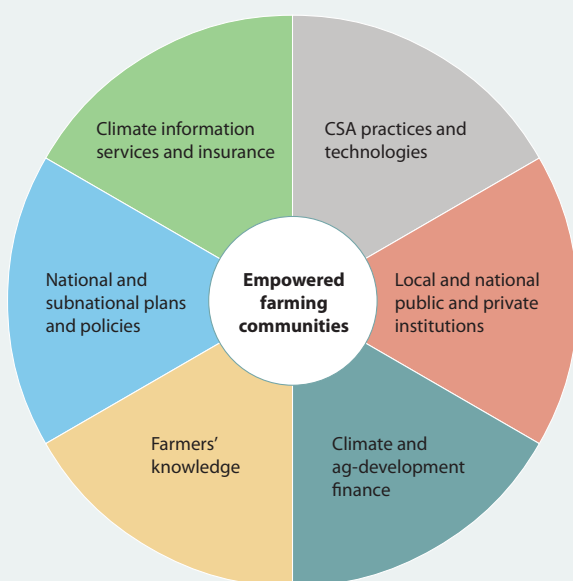 Climate information
services and insurance
CSA practices and
technologies
National and
subnational plans
and policies
Empowered
farming
communities
Local and national
public and private
institutions
Farmers’
knowledge
Climate and
ag-development
finance